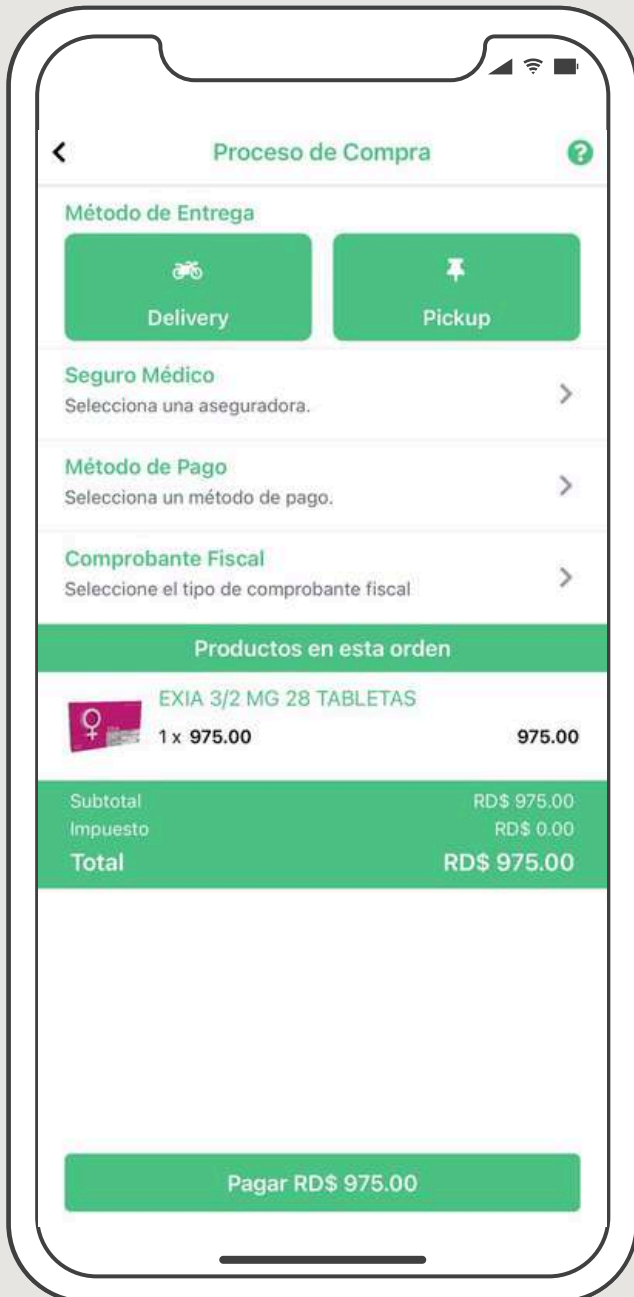 Proceso de Compra
Método de Entrega
Delivery
Pickup
Seguro Médico
Selecciona una aseguradora.
Método de Pago
Selecciona un método de pago.
Comprobante Fiscal
Seleccione el tipo de comprobante fiscal
Productos en esta orden
EXIA 3/2 MG 28 TABLETAS
1 x 975.00 975.00
Subtotal RD$ 975.00
Impuesto RD$ 0.00
Total RD$ 975.00
Pagar RD$ 975.00